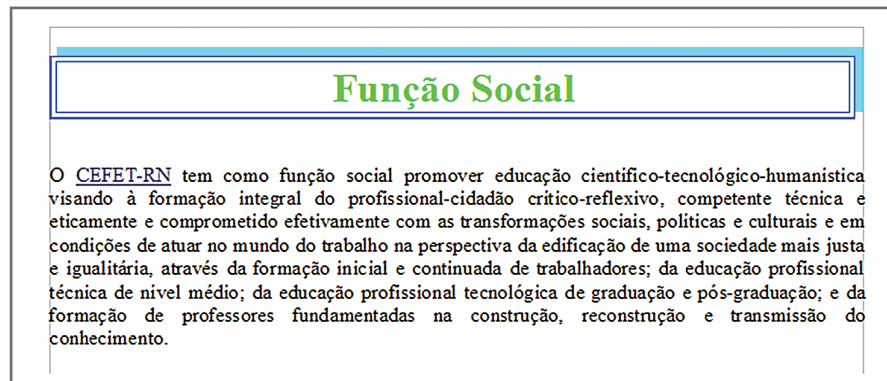 Função Social
O CEFET-RN tem como função social promover educação científico-tecnológico-humanística
visando à formação integral do profissional-cidadão crítico-reflexivo, competente técnica e
eticamente e comprometido efetivamente com as transformações sociais, políticas e culturais e em
condições de atuar no mundo do trabalho na perspectiva da edificação de uma sociedade mais justa
e igualitária, através da formação inicial e continuada de trabalhadores; da educação profissional
técnica de nível médio; da educação profissional tecnológica de graduação e pós-graduação; e da
formação de professores fundamentadas na construção, reconstrução e transmissão do
conhecimento.